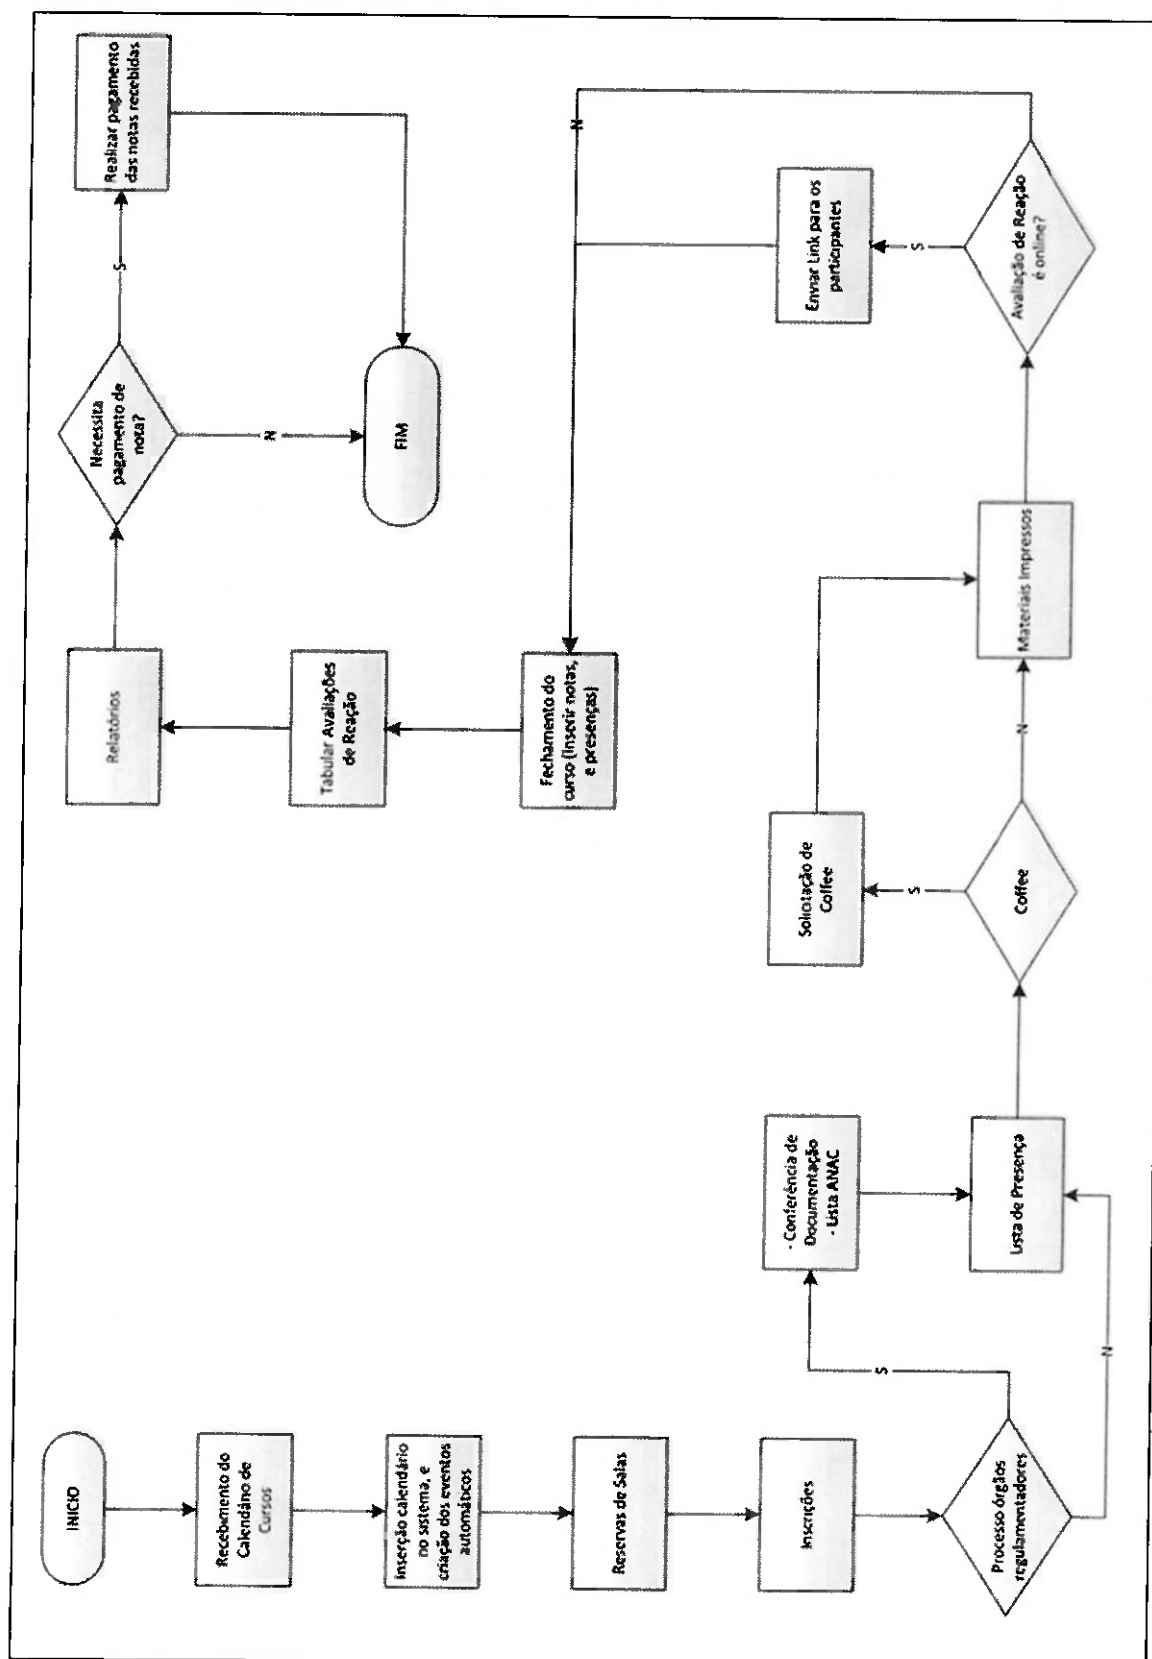 INICIO
Recebimento do
Calendário de
Cursos
Inserção calendário
no sistema, e
criação dos eventos
automáticos
Reservas de Salas
Inscrições
Processo órgãos
regulamentadores
S
N
- Conferência de
Documentação
- Lista ANAC
Lista de Presença
Coffee
S
N
Solicitação de
Coffee
Materiais Impressos
Avaliação de Reação
é online?
S
N
Enviar Link para os
participantes
Fechamento do
curso (Inserir notas,
e presenças)
Tabular Avaliações
de Reação
Relatórios
Necessita
pagamento de
nota?
S
N
Realizar pagamento
das notas recebidas
FIM